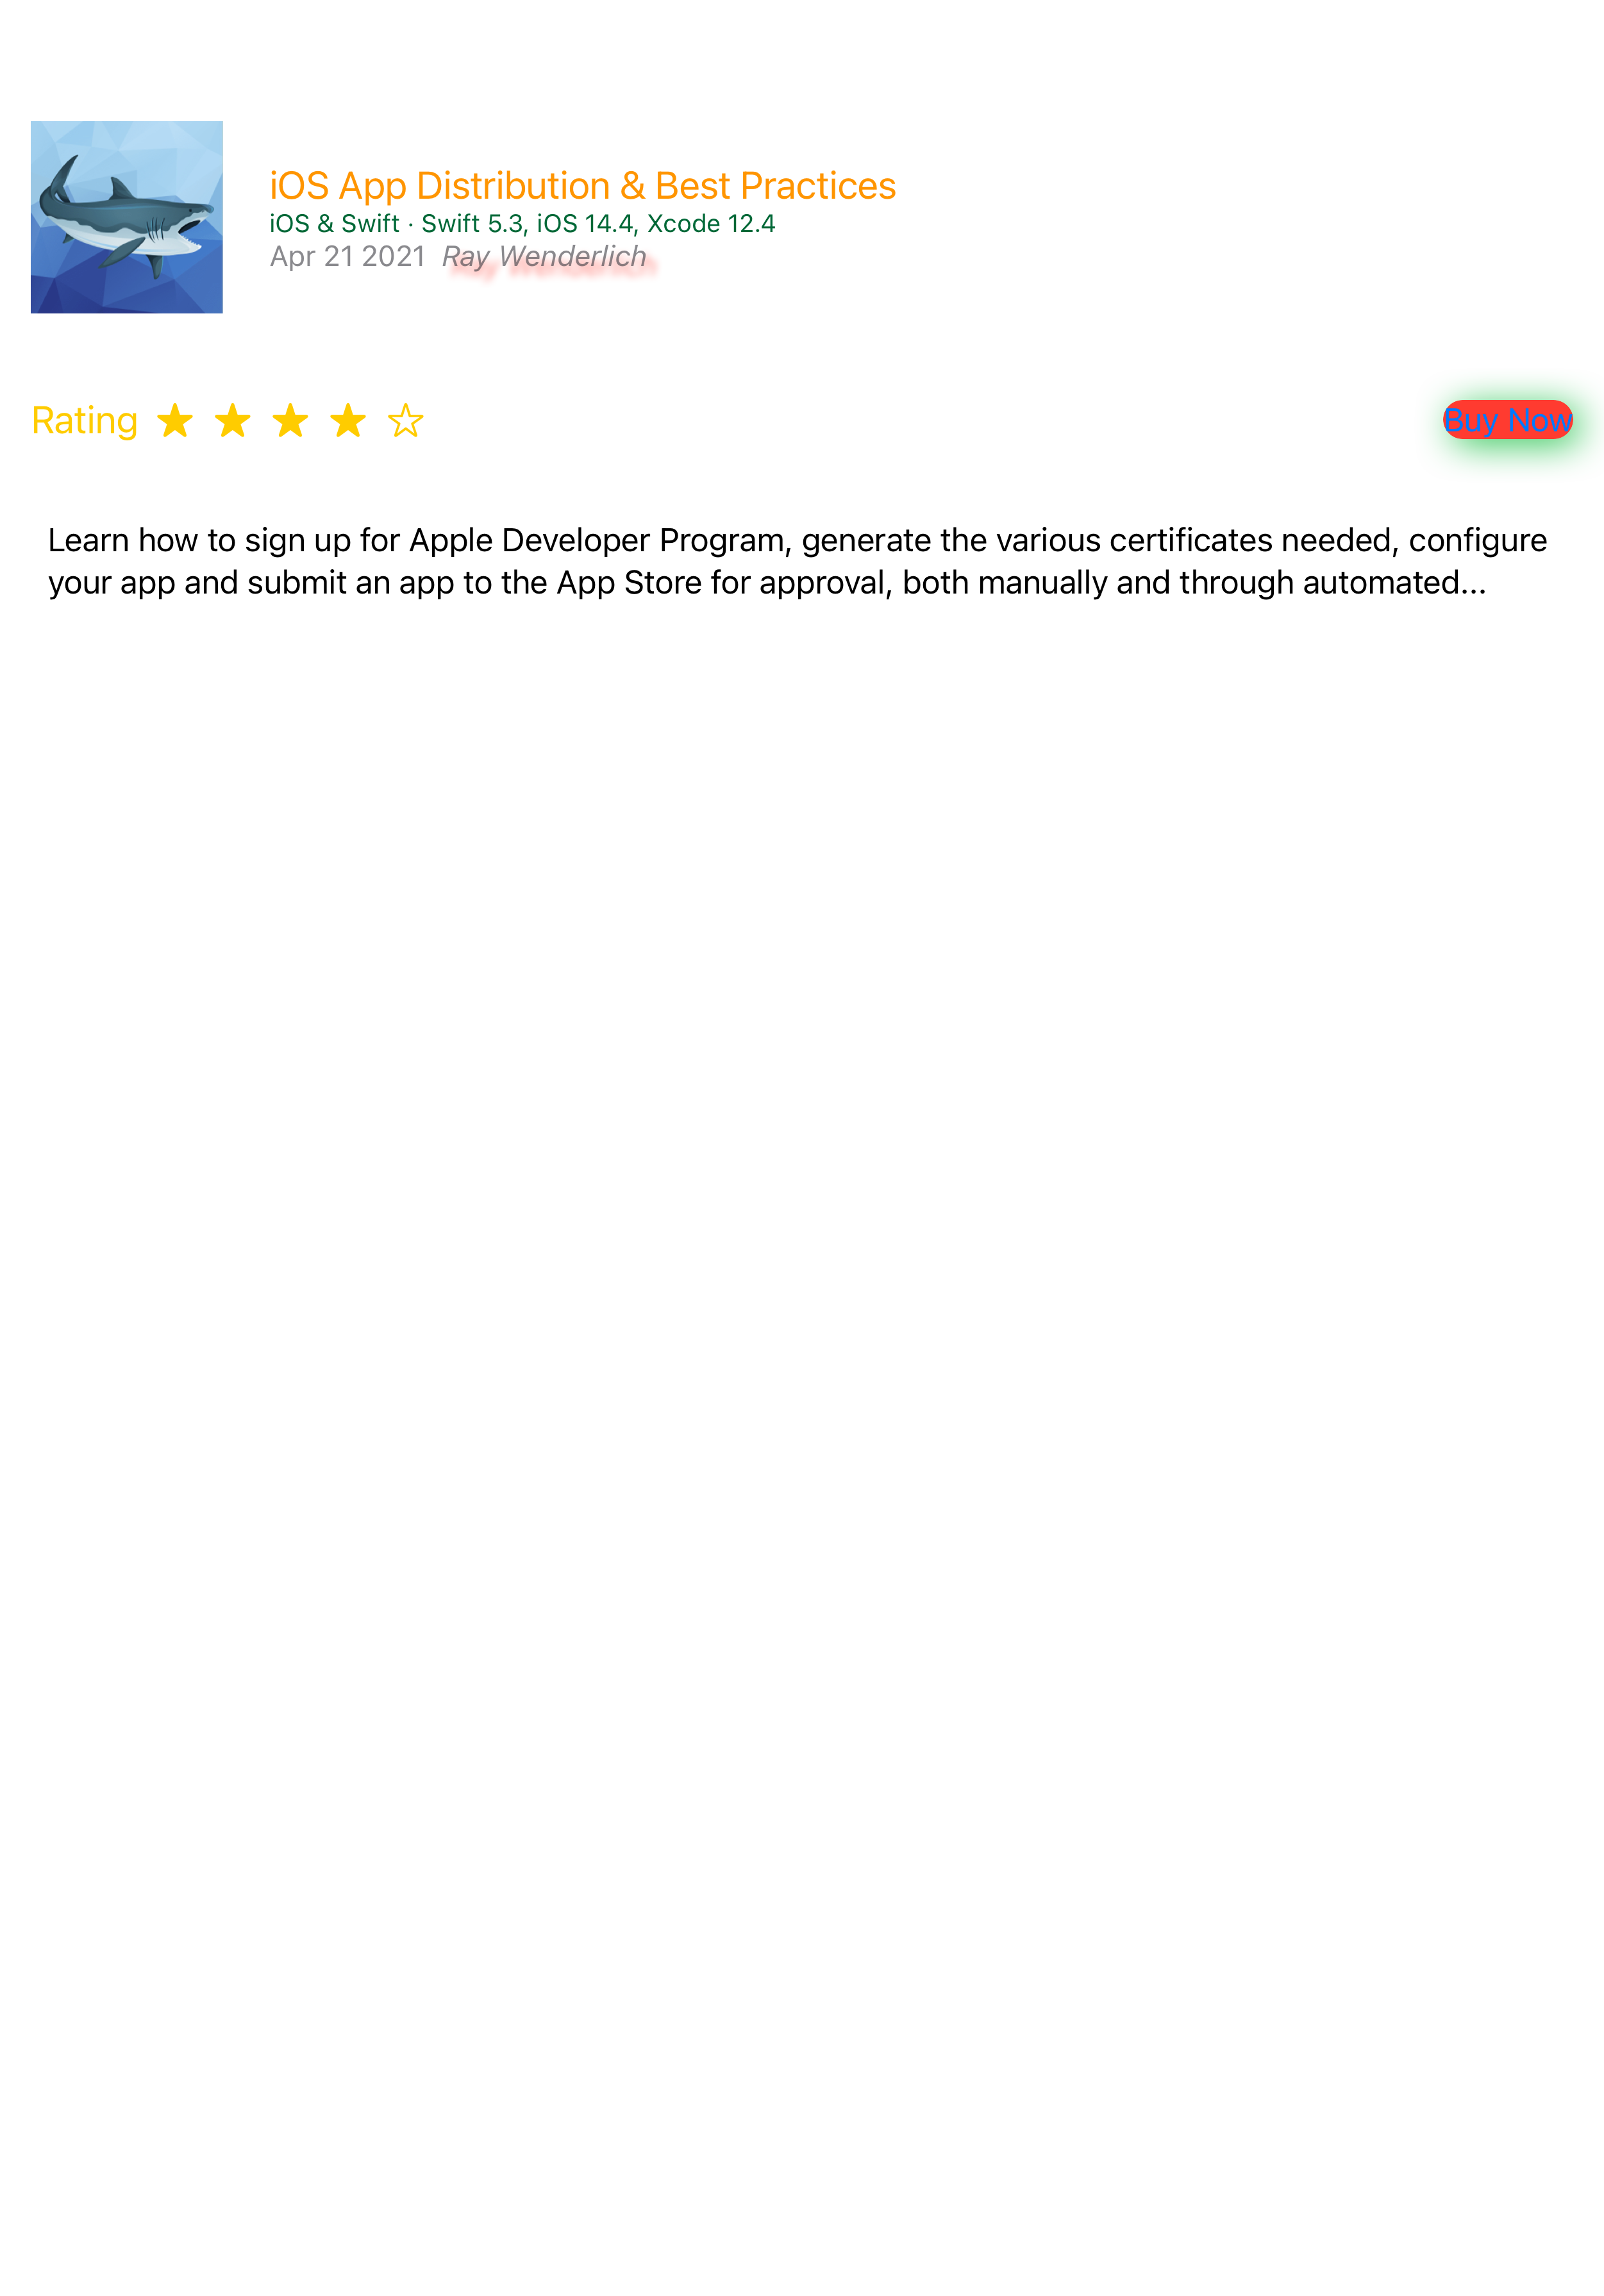 iOS App Distribution & Best Practices
iOS & Swift · Swift 5.3, iOS 14.4, Xcode 12.4
Apr 21 2021 Ray Wenderlich
Rating
Buy Now
Learn how to sign up for Apple Developer Program, generate the various certificates needed, configure
your app and submit an app to the App Store for approval, both manually and through automated...